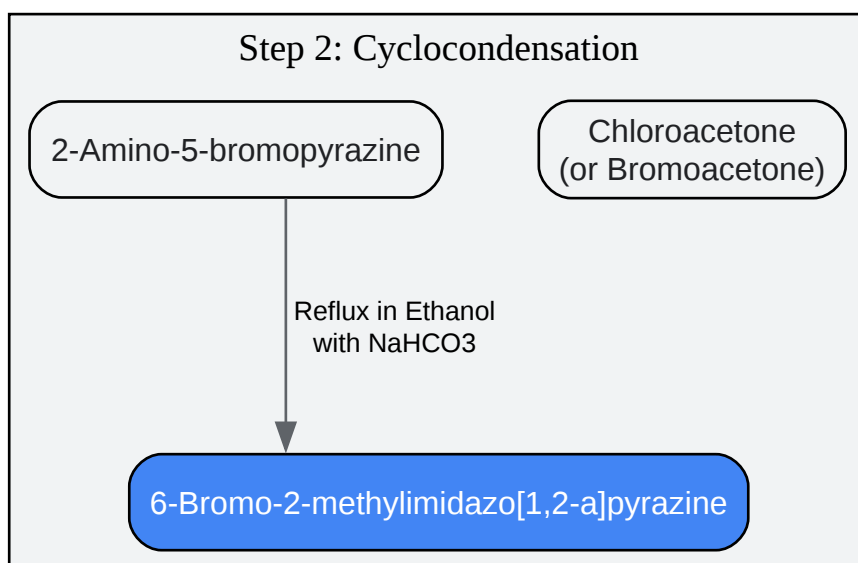 Step 2: Cyclocondensation
2-Amino-5-bromopyrazine
Chloroacetone
(or Bromoacetone)
Reflux in Ethanol
with NaHCO3
6-Bromo-2-methylimidazo[1,2-a]pyrazine